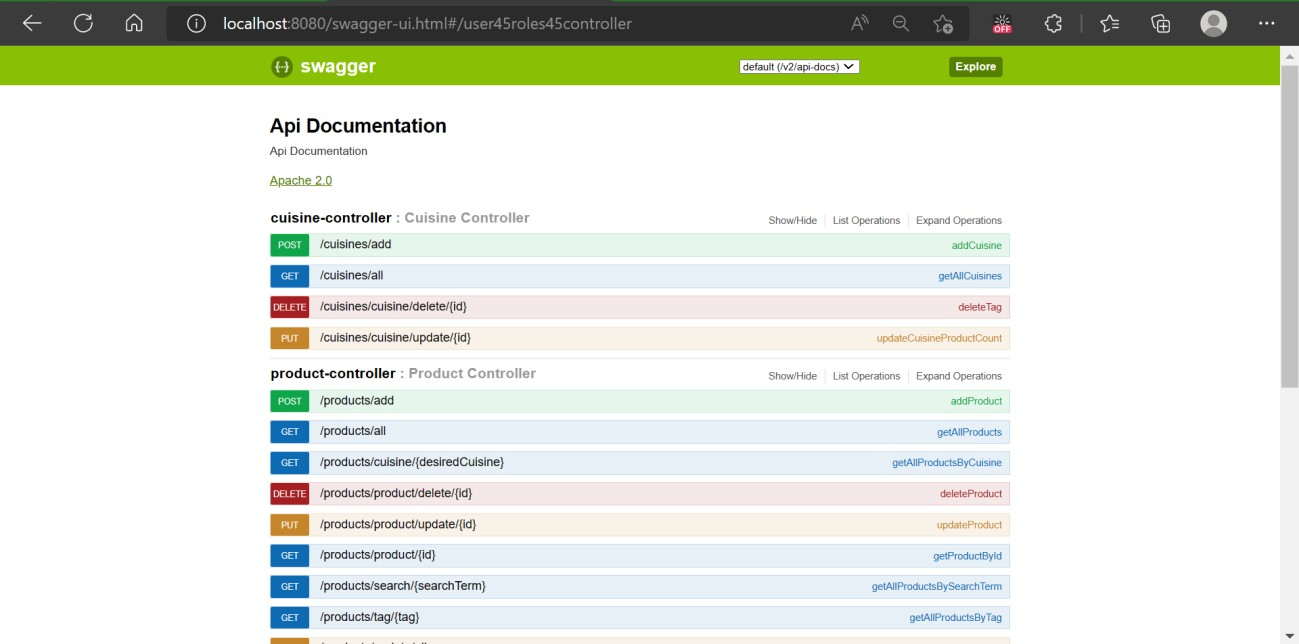 localhost:8080/swagger-ui.html#/user45roles45controller
OFF
{···} swagger default (/v2/api-docs) Explore
Api Documentation
Api Documentation
Apache 2.0
cuisine-controller : Cuisine Controller Show/Hide List Operations Expand Operations
POST /cuisines/add addCuisine
GET /cuisines/all getAllCuisines
DELETE /cuisines/cuisine/delete/{id} deleteTag
PUT /cuisines/cuisine/update/{id} updateCuisineProductCount
product-controller : Product Controller Show/Hide List Operations Expand Operations
POST /products/add addProduct
GET /products/all getAllProducts
GET /products/cuisine/{desiredCuisine} getAllProductsByCuisine
DELETE /products/product/delete/{id} deleteProduct
PUT /products/product/update/{id} updateProduct
GET /products/product/{id} getProductById
GET /products/search/{searchTerm} getAllProductsBySearchTerm
GET /products/tag/{tag} getAllProductsByTag